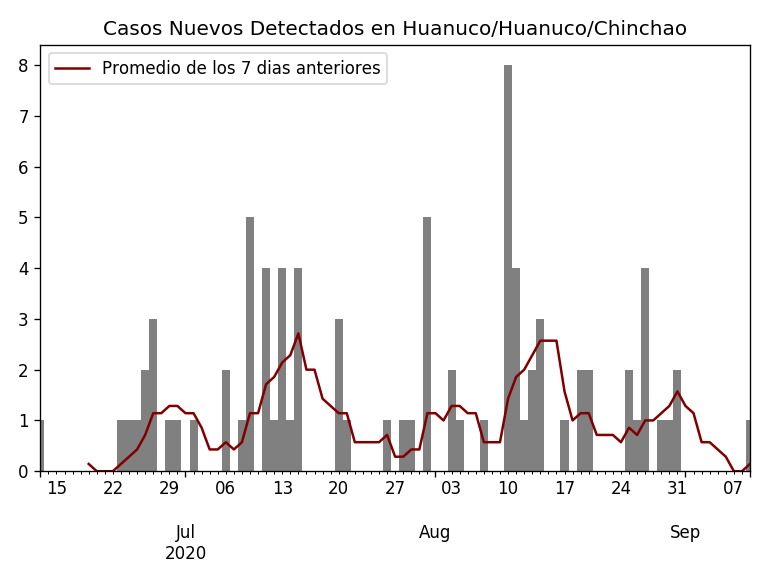 Casos Nuevos Detectados en Huanuco/Huanuco/Chinchao
Promedio de los 7 dias anteriores
8
7
6
5
4
3
2
1
0
15 22 29 06 13 20 27 03 10 17 24 31 07
Jul Aug Sep
2020